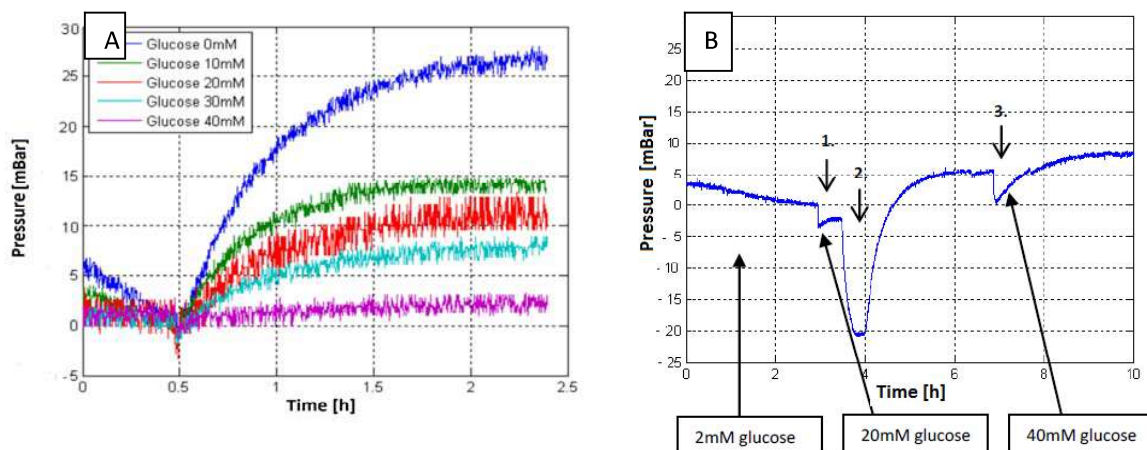 A
Glucose 0mM
Glucose 10mM
Glucose 20mM
Glucose 30mM
Glucose 40mM
30
25
20
15
10
5
0
-5
0
0.5
1
1.5
2
2.5
Pressure [mBar]
Time [h]
B
25
20
15
10
5
0
-5
-10
-15
-20
-25
0
2
4
6
8
10
Pressure [mBar]
Time [h]
1.
2.
3.
2mM glucose
20mM glucose
40mM glucose